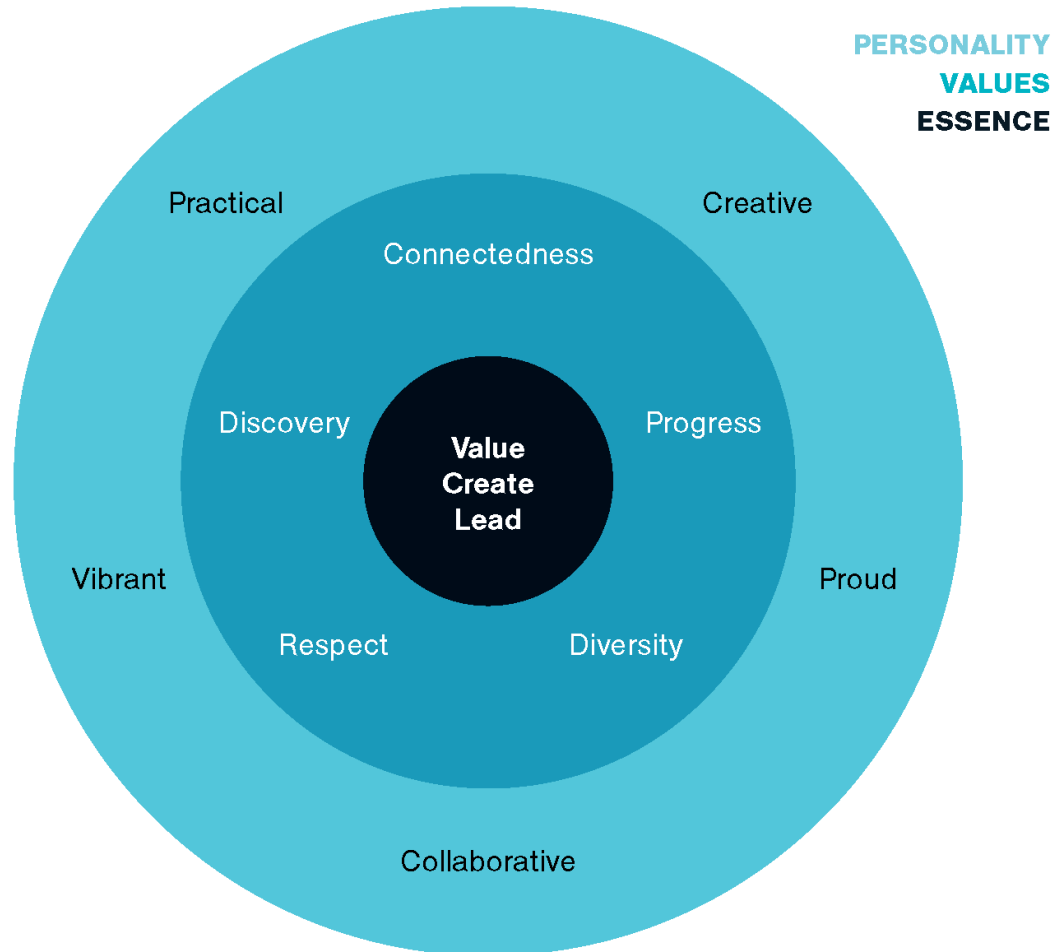 PERSONALITY
VALUES
ESSENCE
Practical
Creative
Connectedness
Discovery
Progress
Value
Create
Lead
Vibrant
Proud
Respect
Diversity
Collaborative